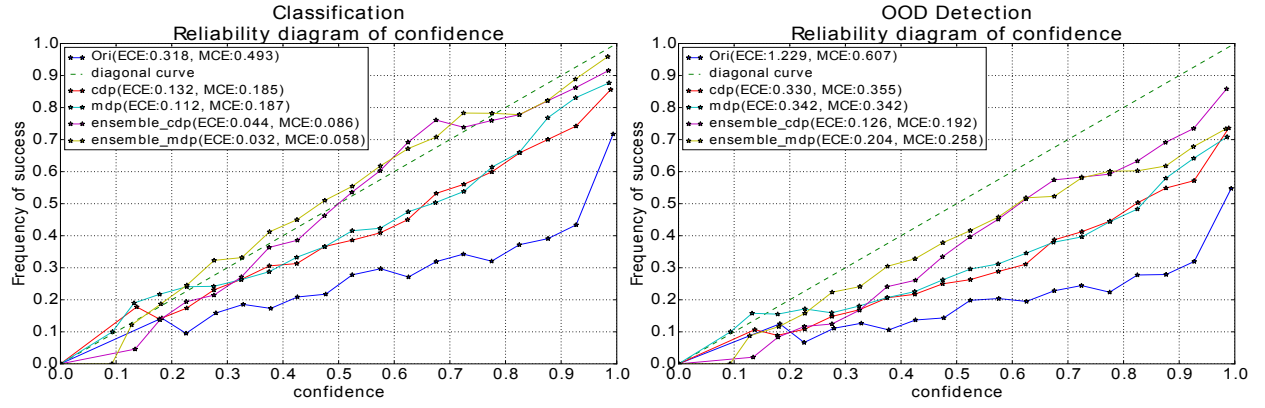 Classification
Reliability diagram of confidence
Ori(ECE:0.318, MCE:0.493)
diagonal curve
cdp(ECE:0.132, MCE:0.185)
mdp(ECE:0.112, MCE:0.187)
ensemble_cdp(ECE:0.044, MCE:0.086)
ensemble_mdp(ECE:0.032, MCE:0.058)
Frequency of success
1.0
0.9
0.8
0.7
0.6
0.5
0.4
0.3
0.2
0.1
0.0
0.0 0.1 0.2 0.3 0.4 0.5 0.6 0.7 0.8 0.9 1.0
confidence
OOD Detection
Reliability diagram of confidence
Ori(ECE:1.229, MCE:0.607)
diagonal curve
cdp(ECE:0.330, MCE:0.355)
mdp(ECE:0.342, MCE:0.342)
ensemble_cdp(ECE:0.126, MCE:0.192)
ensemble_mdp(ECE:0.204, MCE:0.258)
Frequency of success
1.0
0.9
0.8
0.7
0.6
0.5
0.4
0.3
0.2
0.1
0.0
0.0 0.1 0.2 0.3 0.4 0.5 0.6 0.7 0.8 0.9 1.0
confidence